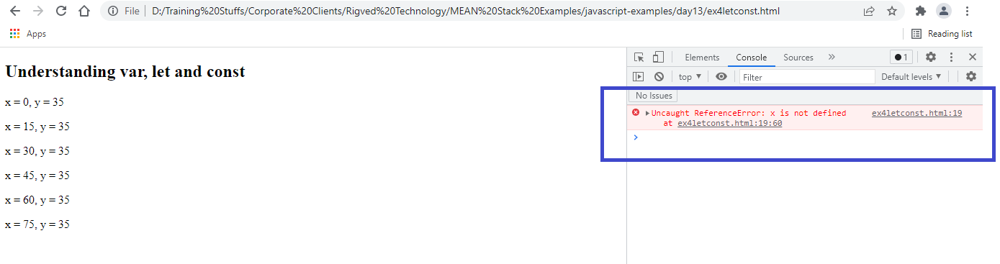 File D:/Training%20Stuffs/Corporate%20Clients/Rigved%20Technology/MEAN%20Stack%20Examples/javascript-examples/day13/ex4letconst.html
Apps Reading list
Elements Console Sources » 1
top ▼ Filter Default levels ▼
No Issues
Understanding var, let and const
x = 0, y = 35
x = 15, y = 35
x = 30, y = 35
x = 45, y = 35
x = 60, y = 35
x = 75, y = 35
Uncaught ReferenceError: x is not defined ex4letconst.html:19
at ex4letconst.html:19:60